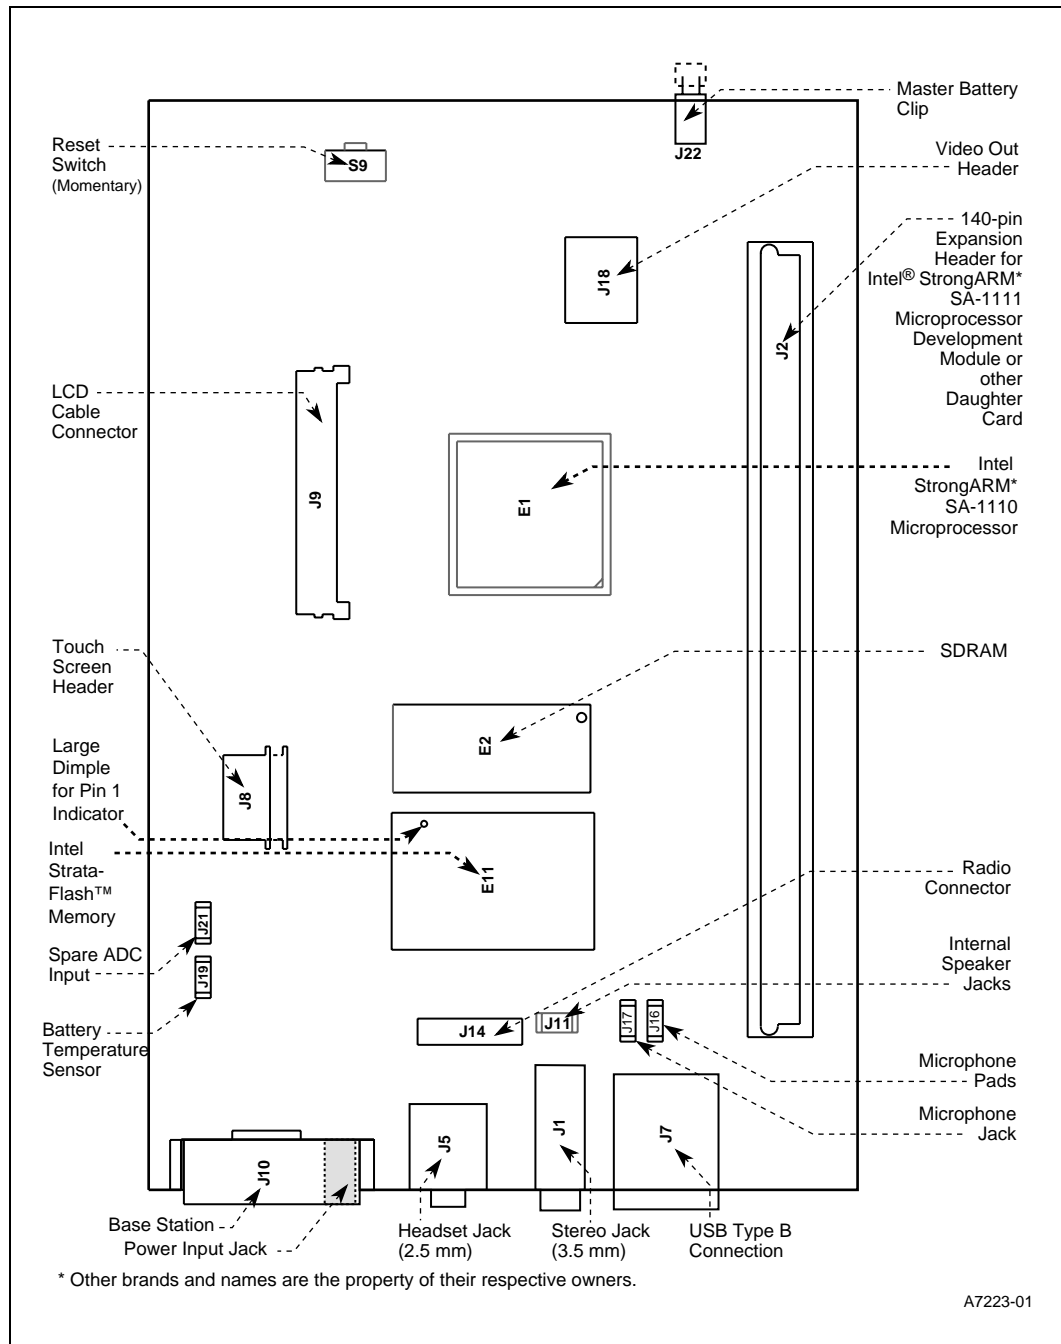 Master Battery
Clip
J22
Reset
Switch
(Momentary)
S9
Video Out
Header
J18
140-pin
Expansion
Header for
Intel® StrongARM*
SA-1111
Microprocessor
Development
Module or
other
Daughter
Card
J2
LCD
Cable
Connector
J9
Intel
StrongARM*
SA-1110
Microprocessor
E1
Touch
Screen
Header
SDRAM
E2
Large
Dimple
for Pin 1
Indicator
J8
Intel
Strata-
Flash™
Memory
E11
Radio
Connector
J21
Spare ADC
Input
J19
Internal
Speaker
Jacks
Battery
Temperature
Sensor
J14
J11
J17
J16
Microphone
Pads
Microphone
Jack
J10
J5
J1
J7
Base Station
Power Input Jack
Headset Jack
(2.5 mm)
Stereo Jack
(3.5 mm)
USB Type B
Connection
* Other brands and names are the property of their respective owners.
A7223-01